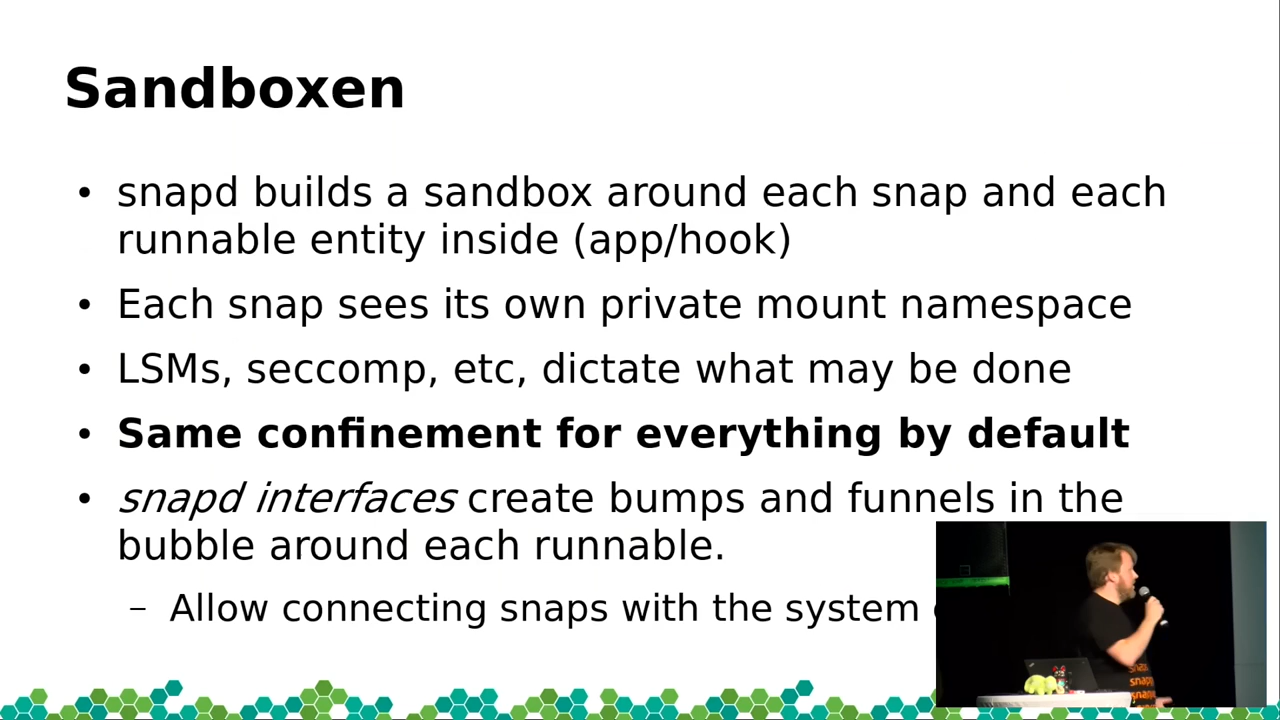 Sandboxen
• snapd builds a sandbox around each snap and each
runnable entity inside (app/hook)
• Each snap sees its own private mount namespace
• LSMs, seccomp, etc, dictate what may be done
• Same confinement for everything by default
• snapd interfaces create bumps and funnels in the
bubble around each runnable.
– Allow connecting snaps with the system